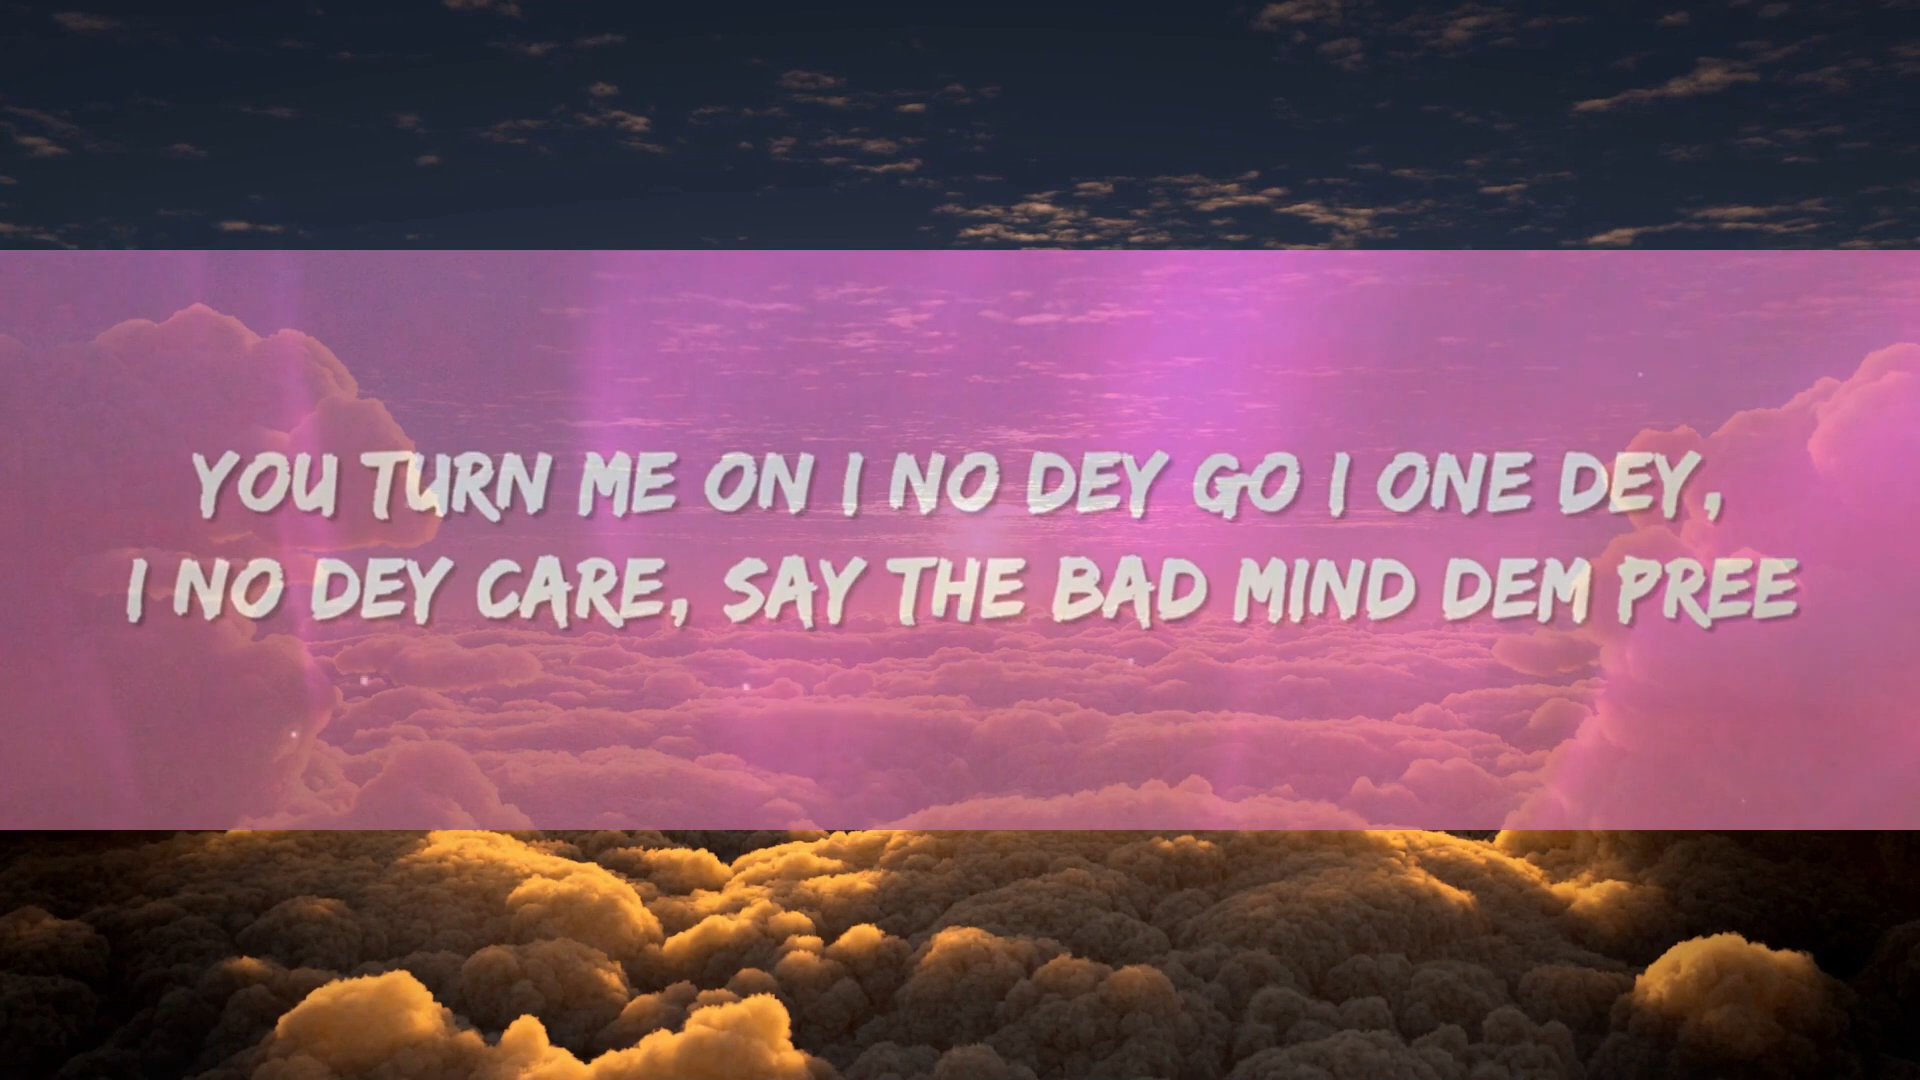 YOU TURN ME ON I NO DEY GO I ONE DEY,
I NO DEY CARE, SAY THE BAD MIND DEM PREE